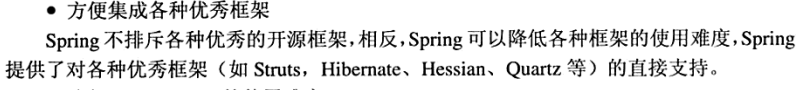 ● 方便集成各种优秀框架
Spring 不排斥各种优秀的开源框架,相反,Spring 可以降低各种框架的使用难度,Spring
提供了对各种优秀框架（如 Struts，Hibernate、Hessian、Quartz 等）的直接支持。